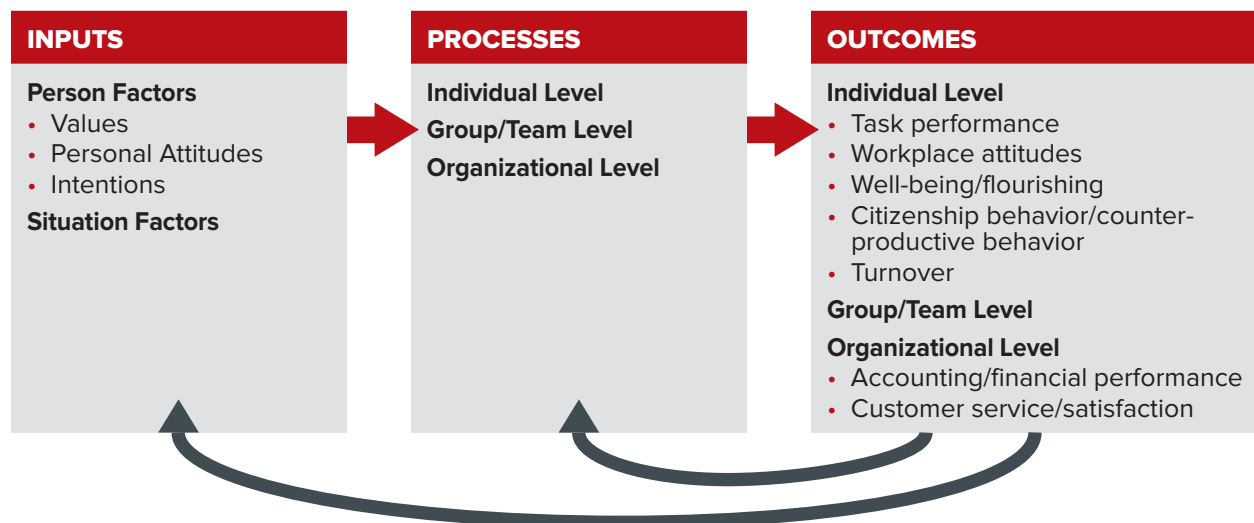 INPUTS
Person Factors
• Values
• Personal Attitudes
• Intentions
Situation Factors
PROCESSES
Individual Level
Group/Team Level
Organizational Level
OUTCOMES
Individual Level
• Task performance
• Workplace attitudes
• Well-being/flourishing
• Citizenship behavior/counter-
productive behavior
• Turnover
Group/Team Level
Organizational Level
• Accounting/financial performance
• Customer service/satisfaction